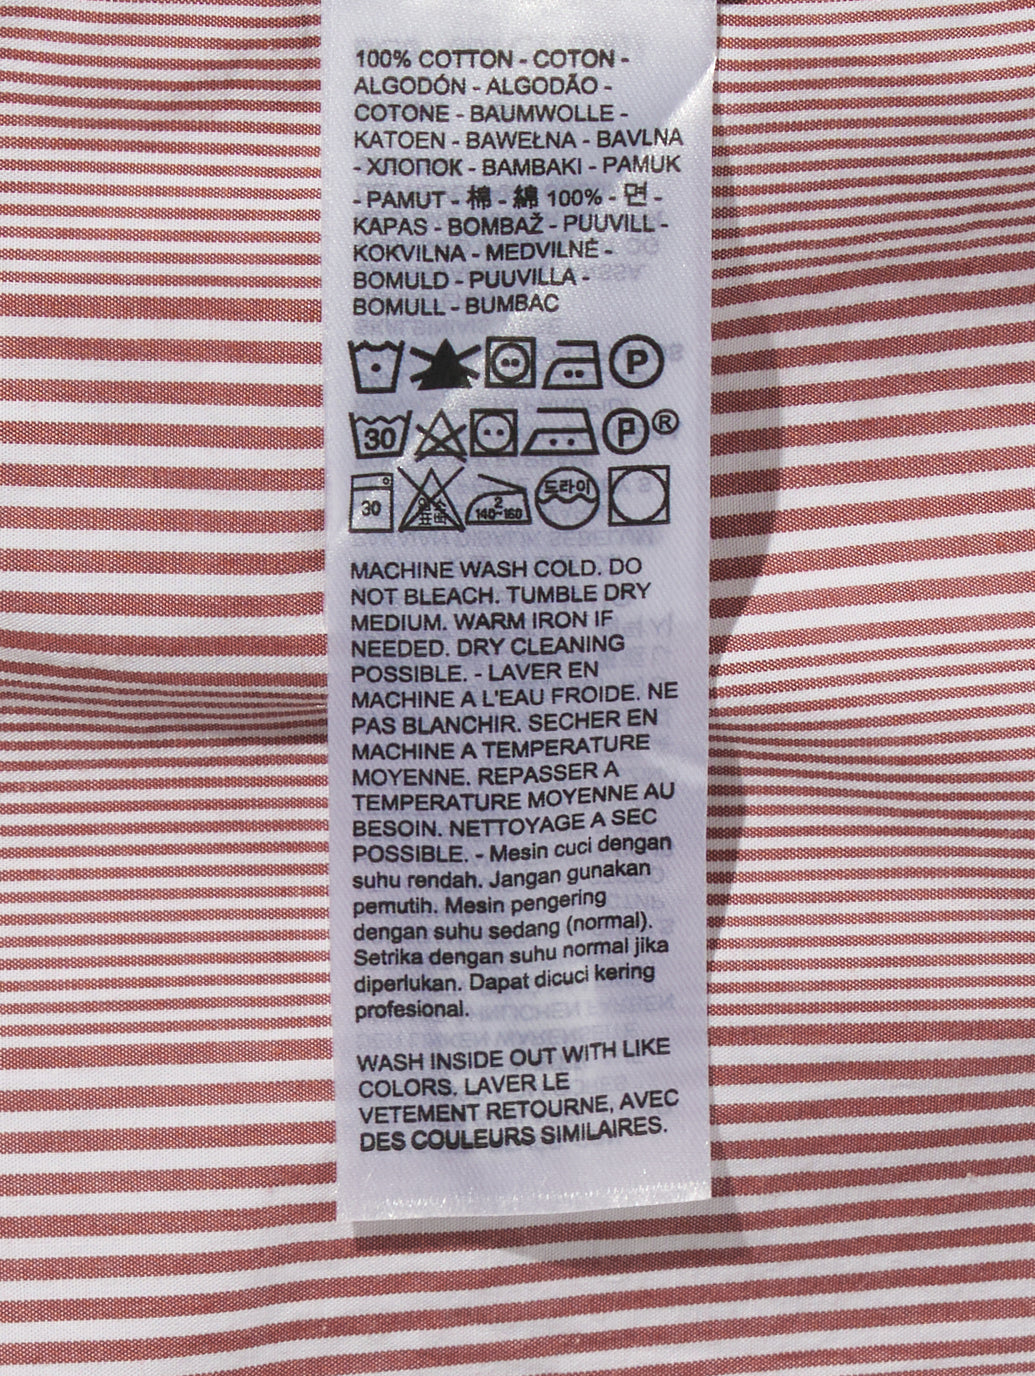 100% COTTON - COTON -
ALGODÓN - ALGODÃO -
COTONE - BAUMWOLLE -
KATOEN - BAWEŁNA - BAVLNA
- ХЛОПОК - BAMBAKI - PAMUK
- PAMUT - 棉 - 綿 100% - 면 -
KAPAS - BOMBAŽ - PUUVILL -
KOKVILNA - MEDVILNĖ -
BOMULD - PUUVILLA -
BOMULL - BUMBAC
P
30 P ®
30 2 140~160 드라이
MACHINE WASH COLD. DO
NOT BLEACH. TUMBLE DRY
MEDIUM. WARM IRON IF
NEEDED. DRY CLEANING
POSSIBLE. - LAVER EN
MACHINE A L'EAU FROIDE. NE
PAS BLANCHIR. SECHER EN
MACHINE A TEMPERATURE
MOYENNE. REPASSER A
TEMPERATURE MOYENNE AU
BESOIN. NETTOYAGE A SEC
POSSIBLE. - Mesin cuci dengan
suhu rendah. Jangan gunakan
pemutih. Mesin pengering
dengan suhu sedang (normal).
Setrika dengan suhu normal jika
diperlukan. Dapat dicuci kering
profesional.
WASH INSIDE OUT WITH LIKE
COLORS. LAVER LE
VETEMENT RETOURNE, AVEC
DES COULEURS SIMILAIRES.